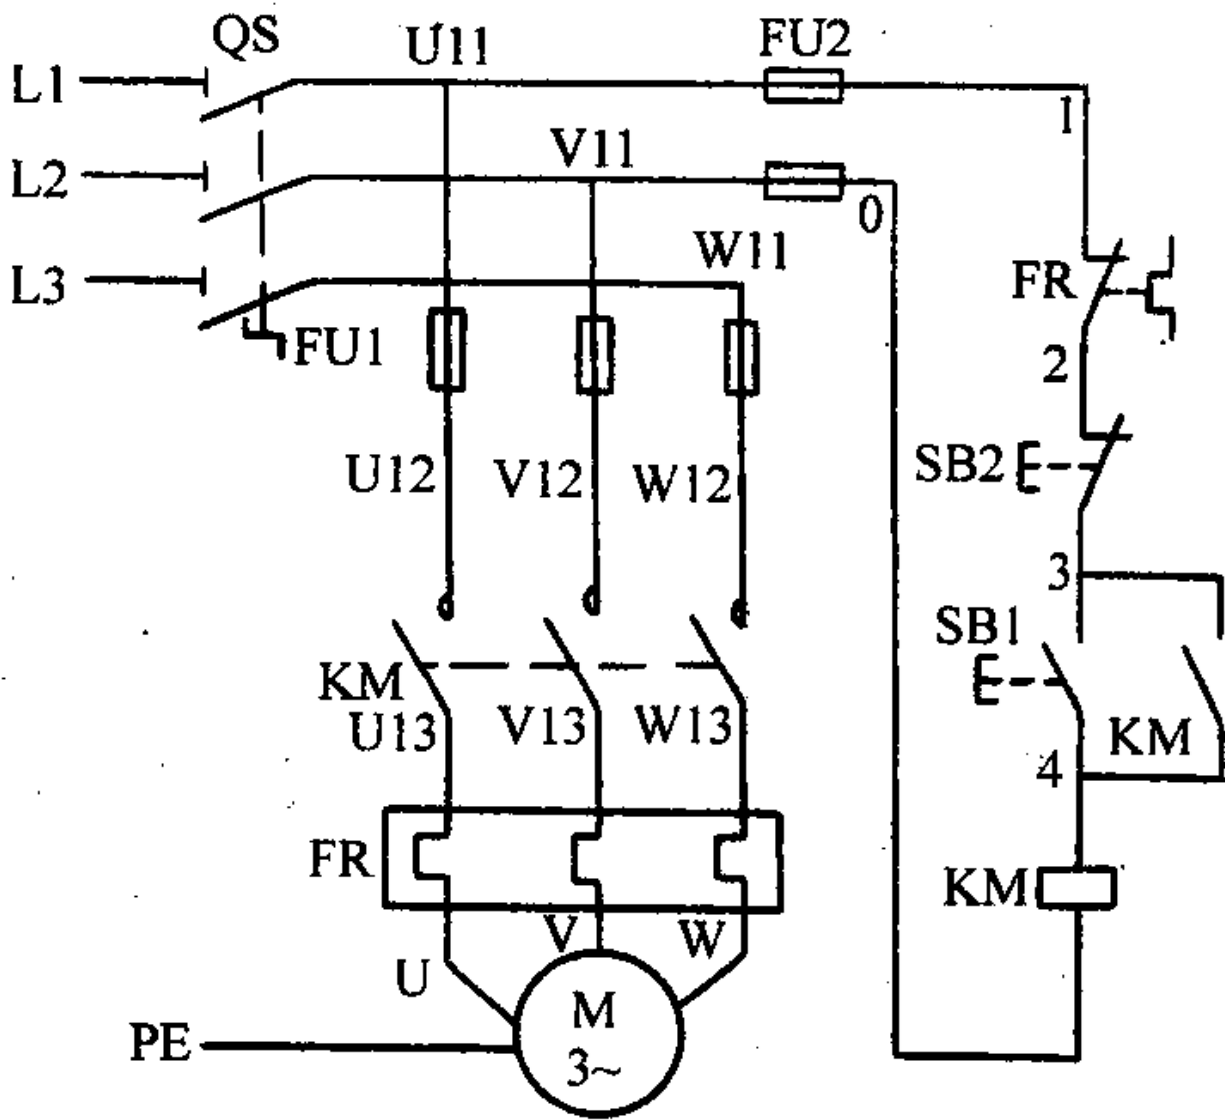 QS U11 FU2
L1
1
L2 V11
0
L3 W11
FR
FU1
2
U12 V12 W12
SB2
3
SB1
KM
U13 V13 W13
KM
4
FR
KM
V W
U
M
3~
PE